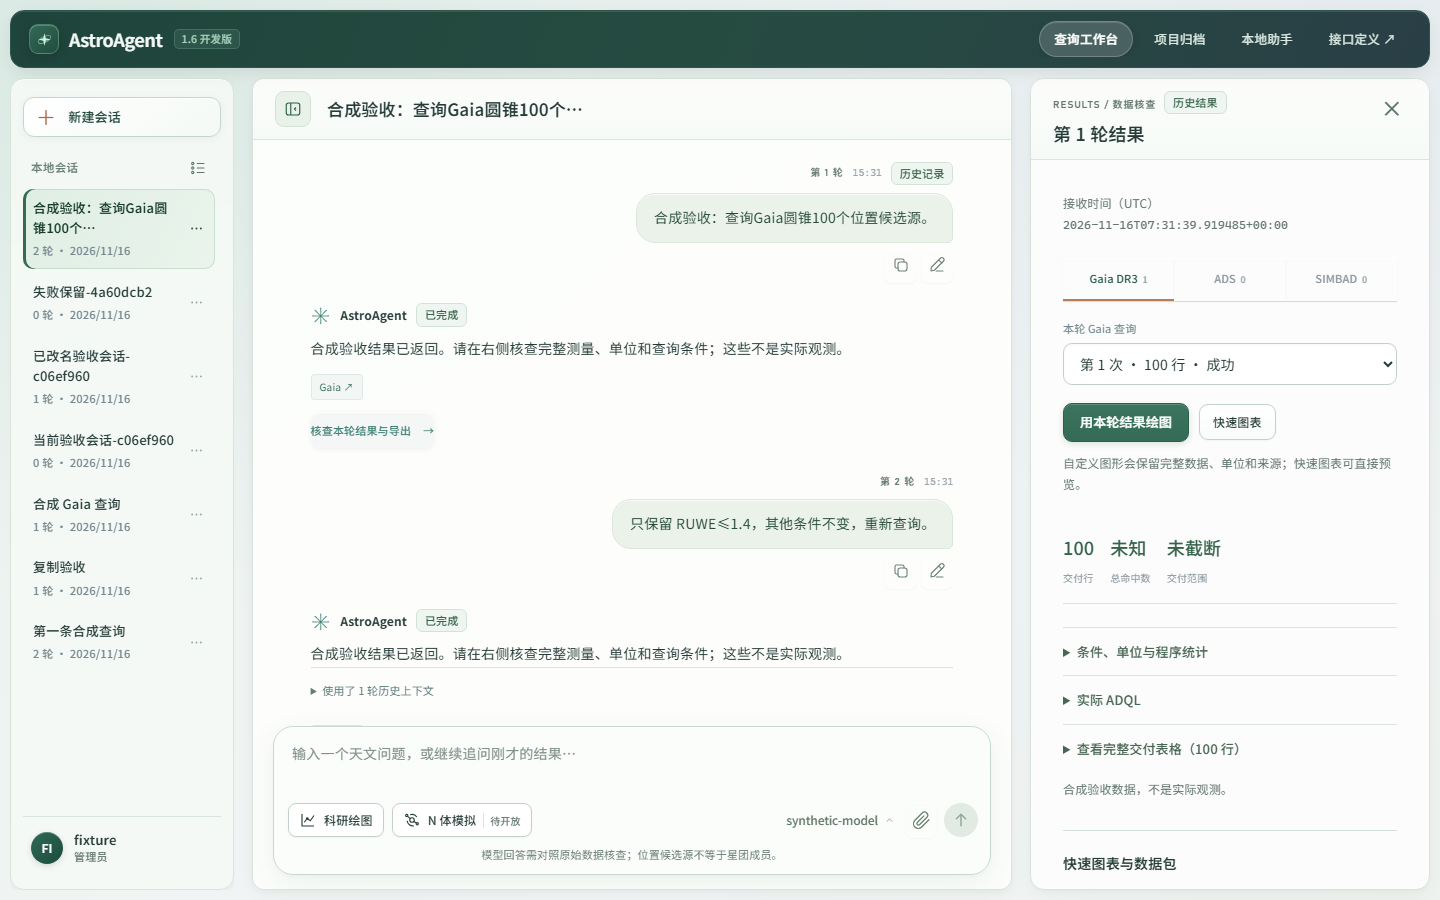 AstroAgent
1.6 开发版
查询工作台
项目归档
本地助手
接口定义 ↗
新建会话
本地会话
合成验收：查询Gaia圆
锥100个…
2 轮 · 2026/11/16
失败保留-4a60dcb2
0 轮 · 2026/11/16
已改名验收会话-
c06ef960
1 轮 · 2026/11/16
当前验收会话-c06ef960
0 轮 · 2026/11/16
合成 Gaia 查询
1 轮 · 2026/11/16
复制验收
1 轮 · 2026/11/16
第一条合成查询
2 轮 · 2026/11/16
FI
fixture
管理员
合成验收：查询Gaia圆锥100个…
第 1 轮 15:31 历史记录
合成验收：查询Gaia圆锥100个位置候选源。
AstroAgent 已完成
合成验收结果已返回。请在右侧核查完整测量、单位和查询条件；这些不是实际观测。
Gaia ↗
核查本轮结果与导出 →
第 2 轮 15:31
只保留 RUWE≤1.4，其他条件不变，重新查询。
AstroAgent 已完成
合成验收结果已返回。请在右侧核查完整测量、单位和查询条件；这些不是实际观测。
▶ 使用了 1 轮历史上下文
输入一个天文问题，或继续追问刚才的结果…
科研绘图
N 体模拟 待开放
synthetic-model
模型回答需对照原始数据核查；位置候选源不等于星团成员。
RESULTS / 数据核查 历史结果
第 1 轮结果
接收时间（UTC）
2026-11-16T07:31:39.919485+00:00
Gaia DR3 1
ADS 0
SIMBAD 0
本轮 Gaia 查询
第 1 次 · 100 行 · 成功
用本轮结果绘图
快速图表
自定义图形会保留完整数据、单位和来源；快速图表可直接预
览。
100 未知 未截断
交付行 总命中数 交付范围
▶ 条件、单位与程序统计
▶ 实际 ADQL
▶ 查看完整交付表格（100 行）
合成验收数据，不是实际观测。
快速图表与数据包